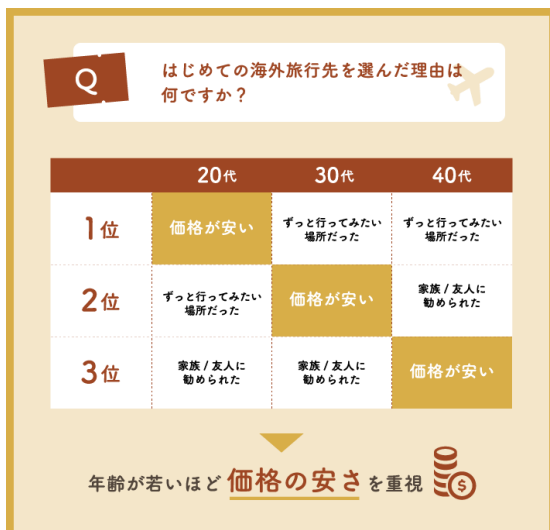 Q
はじめての海外旅行先を選んだ理由は
何ですか？
20代 30代 40代
1位 価格が安い ずっと行ってみたい ずっと行ってみたい
場所だった 場所だった
2位 ずっと行ってみたい 価格が安い 家族 / 友人に
場所だった 勧められた
3位 家族 / 友人に 家族 / 友人に 価格が安い
勧められた 勧められた
年齢が若いほど 価格の安さ を重視
$